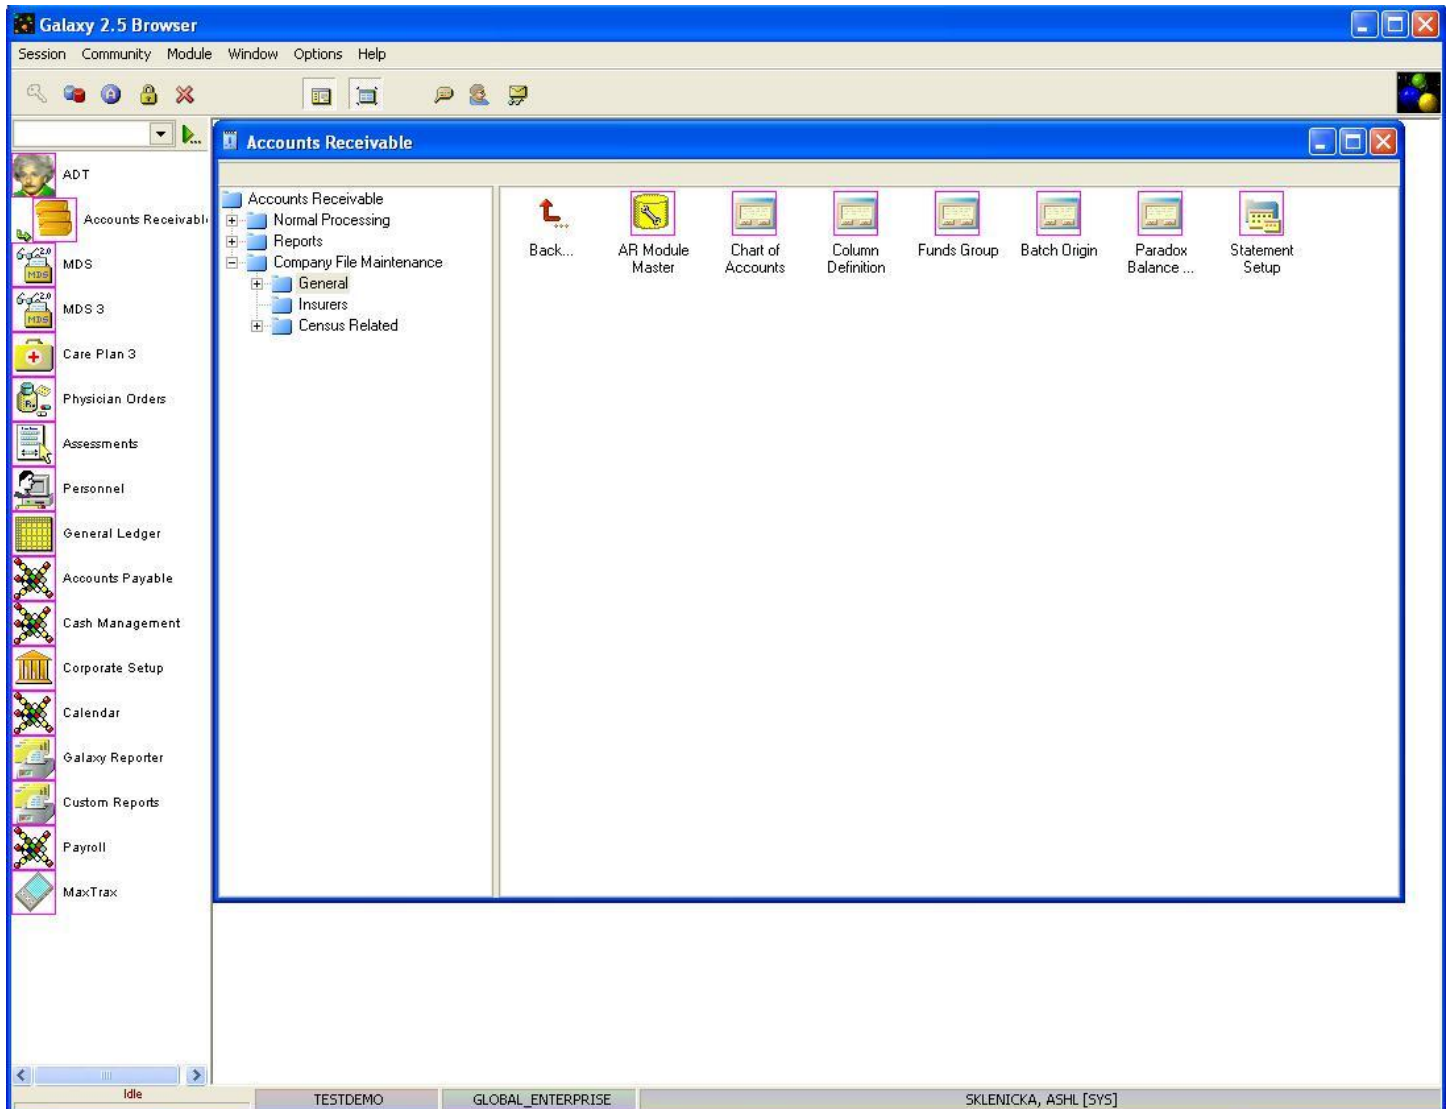 Galaxy 2.5 Browser
Session Community Module Window Options Help
Accounts Receivable
ADT
Accounts Receivabl
MDS
MDS 3
Care Plan 3
Physician Orders
Assessments
Personnel
General Ledger
Accounts Payable
Cash Management
Corporate Setup
Calendar
Galaxy Reporter
Custom Reports
Payroll
MaxTrax
Accounts Receivable
Normal Processing
Reports
Company File Maintenance
General
Insurers
Census Related
Back...
AR Module
Master
Chart of
Accounts
Column
Definition
Funds Group
Batch Origin
Paradox
Balance ...
Statement
Setup
Idle
TESTDEMO
GLOBAL_ENTERPRISE
SKLENICKA, ASHL [SYS]